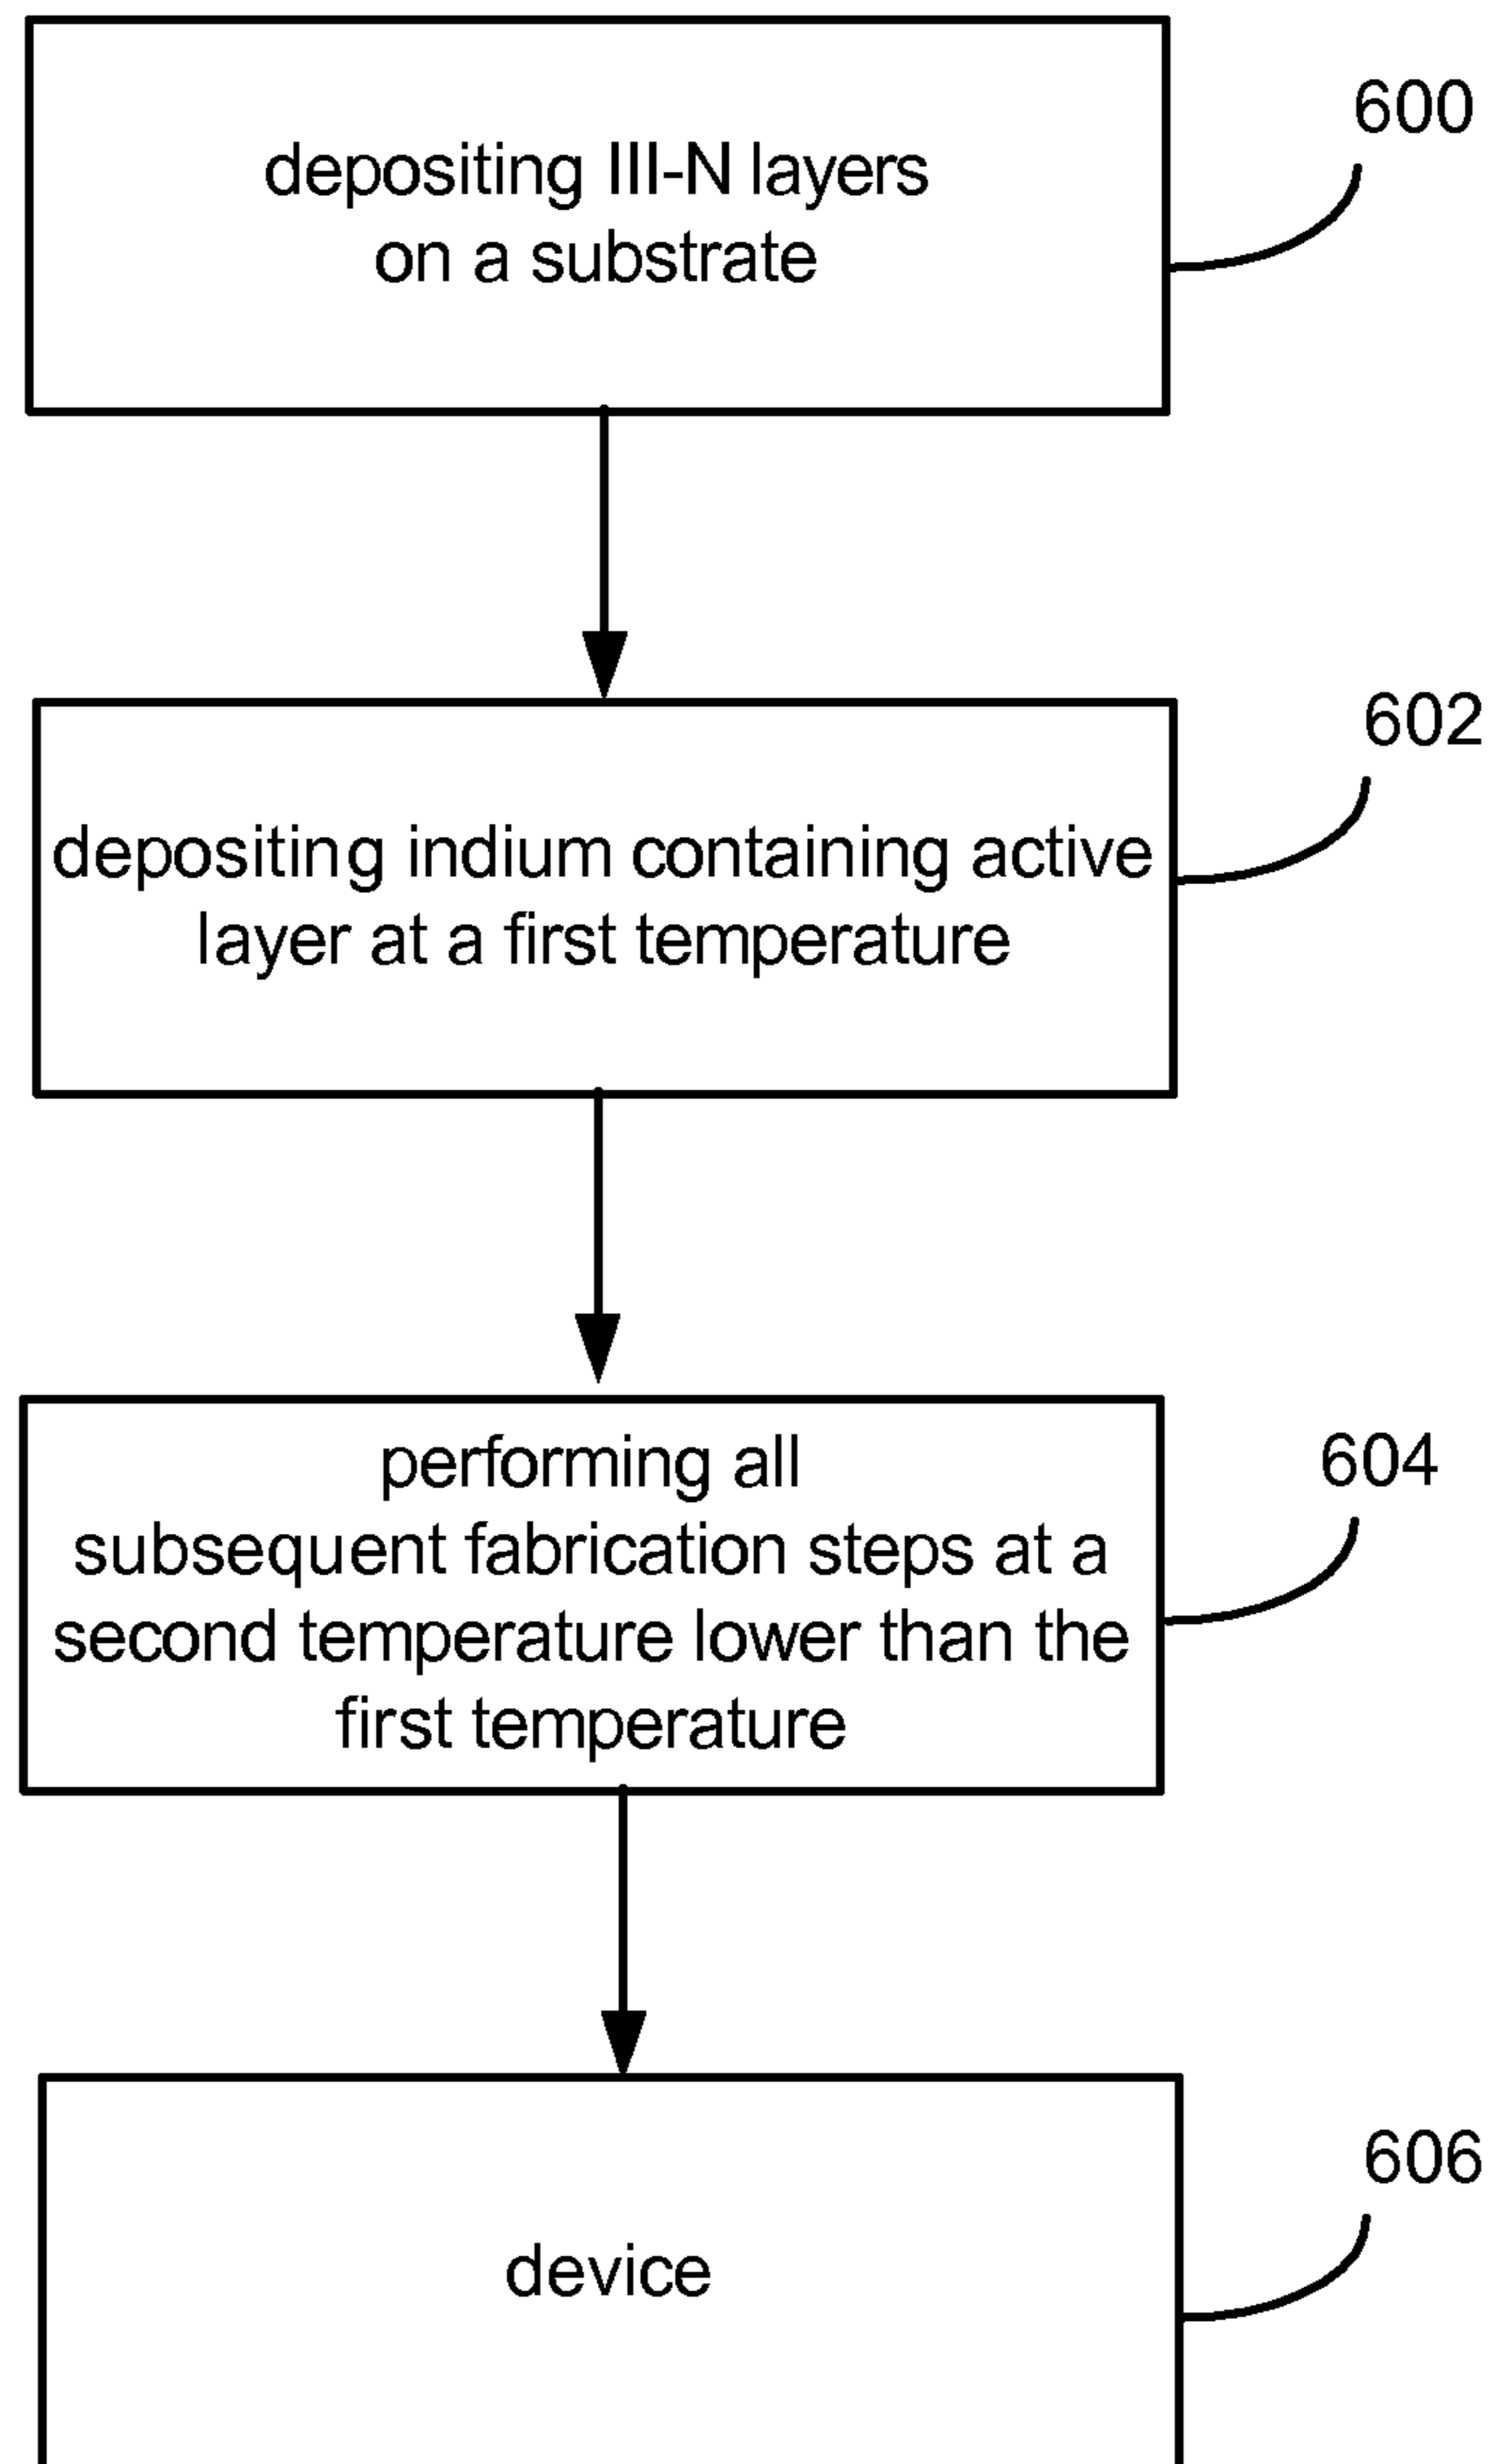 depositing III-N layers
on a substrate
600
depositing indium containing active
layer at a first temperature
602
performing all
subsequent fabrication steps at a
second temperature lower than the
first temperature
604
device
606